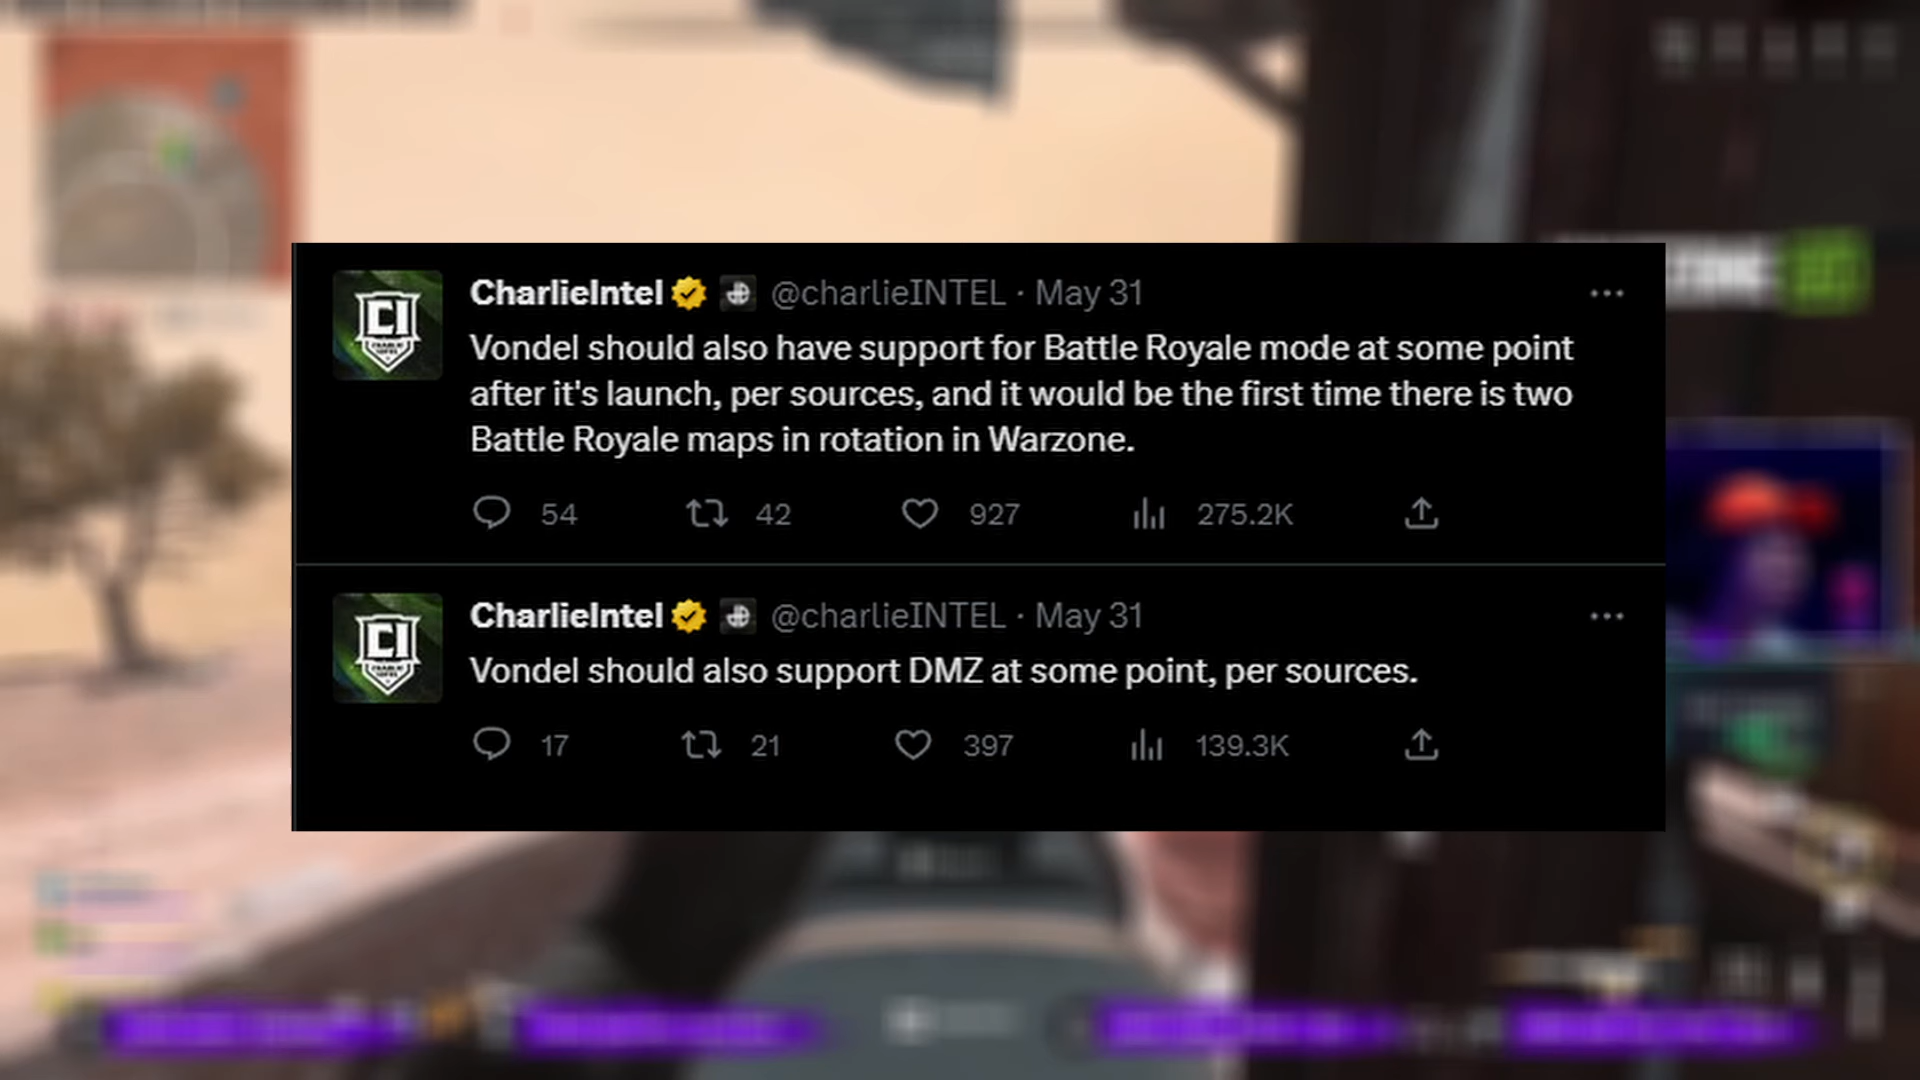 CharlieIntel @charlieINTEL · May 31
Vondel should also have support for Battle Royale mode at some point
after it's launch, per sources, and it would be the first time there is two
Battle Royale maps in rotation in Warzone.
54 42 927 275.2K
CharlieIntel @charlieINTEL · May 31
Vondel should also support DMZ at some point, per sources.
17 21 397 139.3K
CI
CI